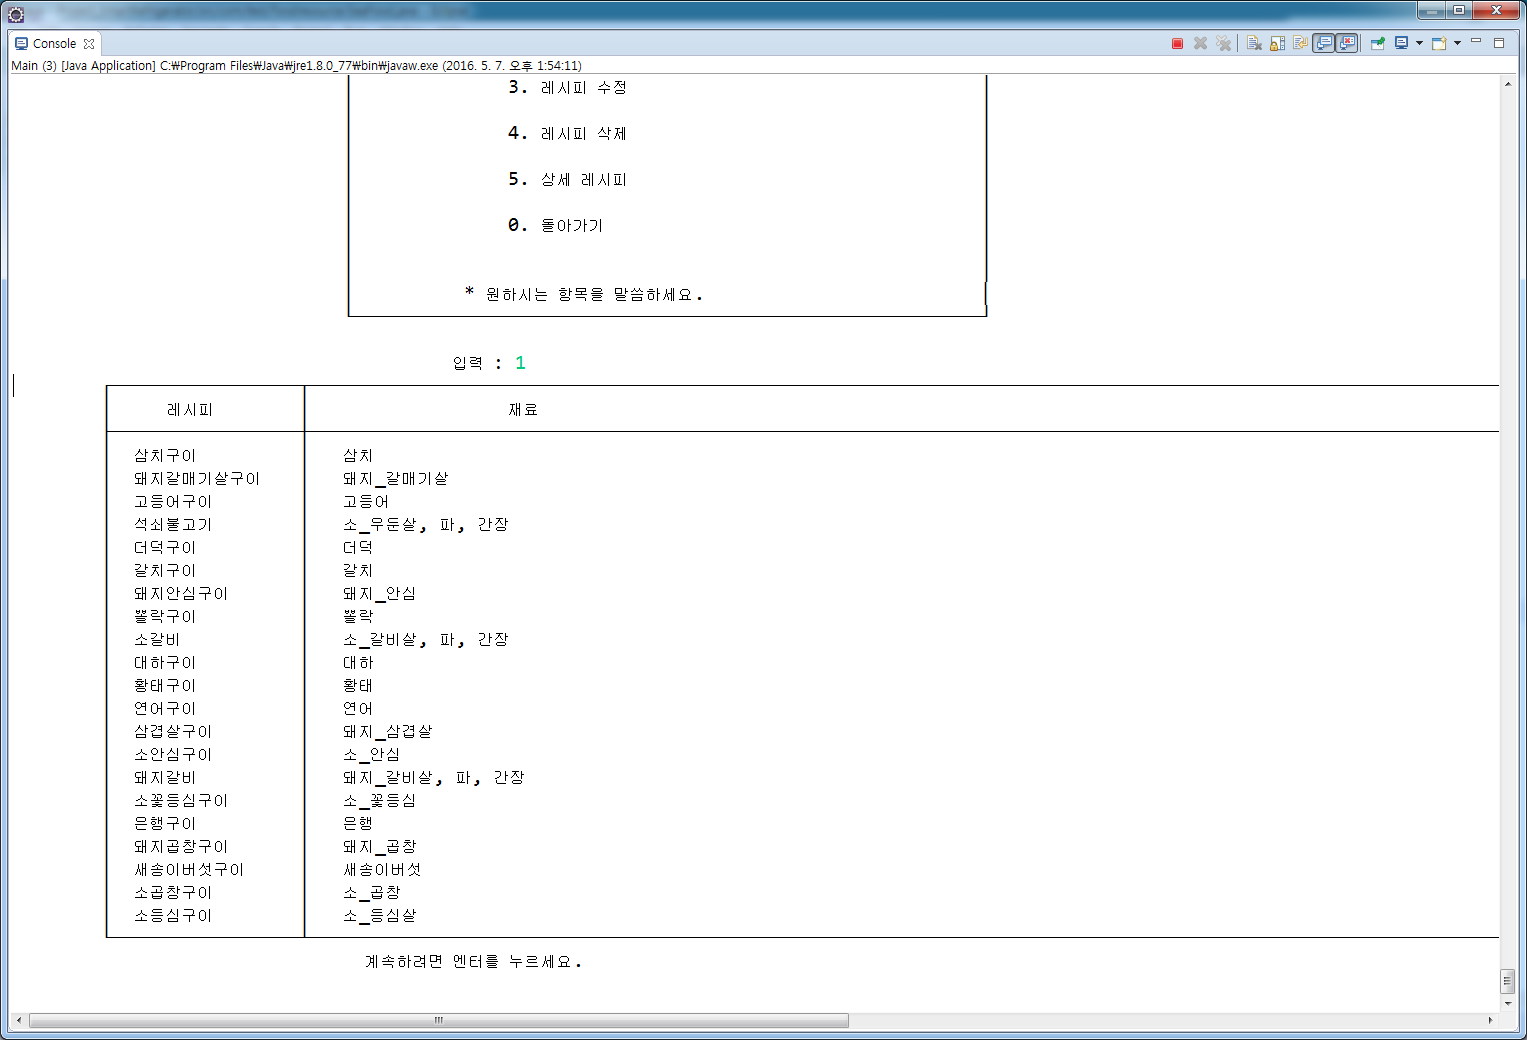 Console
Main (3) [Java Application] C:₩Program Files₩Java₩jre1.8.0_77₩bin₩javaw.exe (2016. 5. 7. 오후 1:54:11)
3. 레시피 수정
4. 레시피 삭제
5. 상세 레시피
0. 돌아가기
* 원하시는 항목을 말씀하세요.
입력 : 1
레시피 재료
삼치구이 삼치
돼지갈매기살구이 돼지_갈매기살
고등어구이 고등어
석쇠불고기 소_우둔살, 파, 간장
더덕구이 더덕
갈치구이 갈치
돼지안심구이 돼지_안심
뽈락구이 뽈락
소갈비 소_갈비살, 파, 간장
대하구이 대하
황태구이 황태
연어구이 연어
삼겹살구이 돼지_삼겹살
소안심구이 소_안심
돼지갈비 돼지_갈비살, 파, 간장
소꽃등심구이 소_꽃등심
은행구이 은행
돼지곱창구이 돼지_곱창
새송이버섯구이 새송이버섯
소곱창구이 소_곱창
소등심구이 소_등심살
계속하려면 엔터를 누르세요.